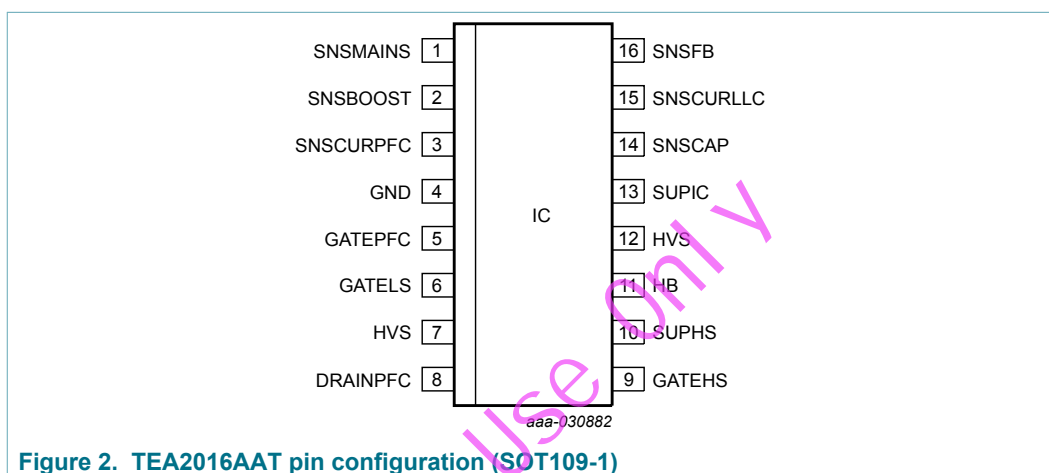 SNSMAINS 1 16 SNSFB
SNSBOOST 2 15 SNSCURLLC
SNSCURPFC 3 14 SNSCAP
GND 4 13 SUPIC
IC
GATEPFC 5 12 HVS
GATELS 6 11 HB
HVS 7 10 SUPHS
DRAINPFC 8 9 GATEHS
aaa-030882
Use Only
Figure 2. TEA2016AAT pin configuration (SOT109-1)